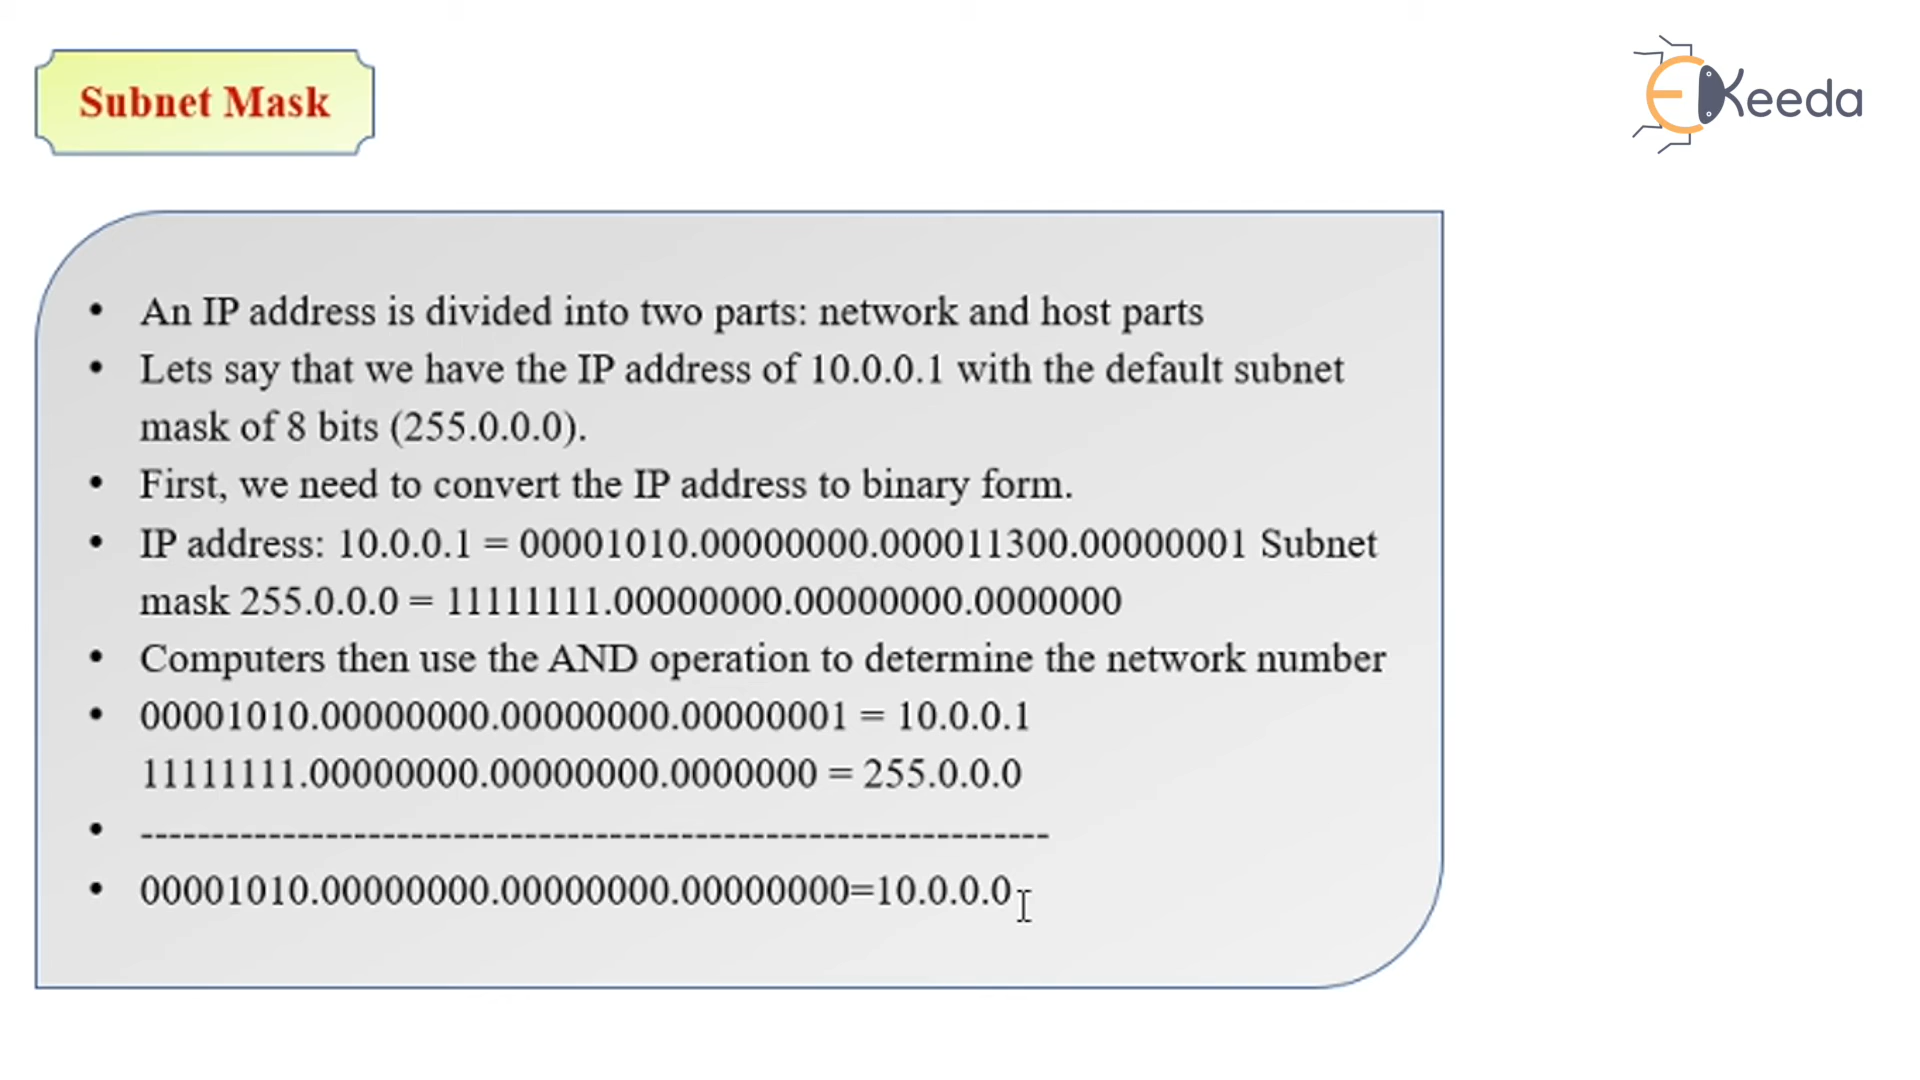 Subnet Mask
Keeda
• An IP address is divided into two parts: network and host parts
• Lets say that we have the IP address of 10.0.0.1 with the default subnet
mask of 8 bits (255.0.0.0).
• First, we need to convert the IP address to binary form.
• IP address: 10.0.0.1 = 00001010.00000000.000011300.00000001 Subnet
mask 255.0.0.0 = 11111111.00000000.00000000.0000000
• Computers then use the AND operation to determine the network number
• 00001010.00000000.00000000.00000001 = 10.0.0.1
11111111.00000000.00000000.0000000 = 255.0.0.0
• -----------------------------------------------------------------
• 00001010.00000000.00000000.00000000=10.0.0.0